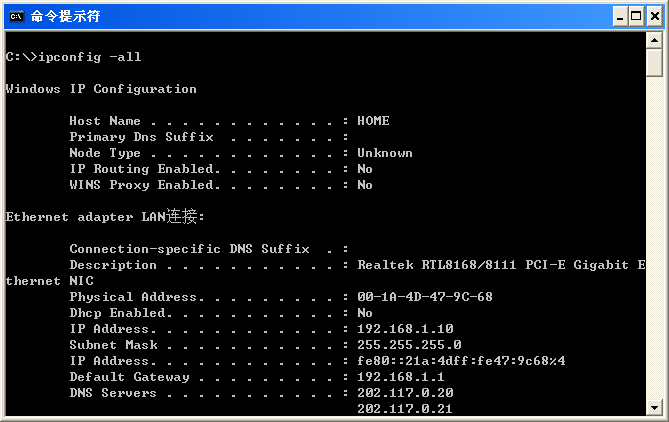 命令提示符
C:\>ipconfig -all
Windows IP Configuration
Host Name . . . . . . . . . . . . : HOME
Primary Dns Suffix  . . . . . . . :
Node Type . . . . . . . . . . . . : Unknown
IP Routing Enabled. . . . . . . . : No
WINS Proxy Enabled. . . . . . . . : No
Ethernet adapter LAN连接:
Connection-specific DNS Suffix  . :
Description . . . . . . . . . . . : Realtek RTL8168/8111 PCI-E Gigabit E
thernet NIC
Physical Address. . . . . . . . . : 00-1A-4D-47-9C-68
Dhcp Enabled. . . . . . . . . . . : No
IP Address. . . . . . . . . . . . : 192.168.1.10
Subnet Mask . . . . . . . . . . . : 255.255.255.0
IP Address. . . . . . . . . . . . : fe80::21a:4dff:fe47:9c68%4
Default Gateway . . . . . . . . . : 192.168.1.1
DNS Servers . . . . . . . . . . . : 202.117.0.20
202.117.0.21